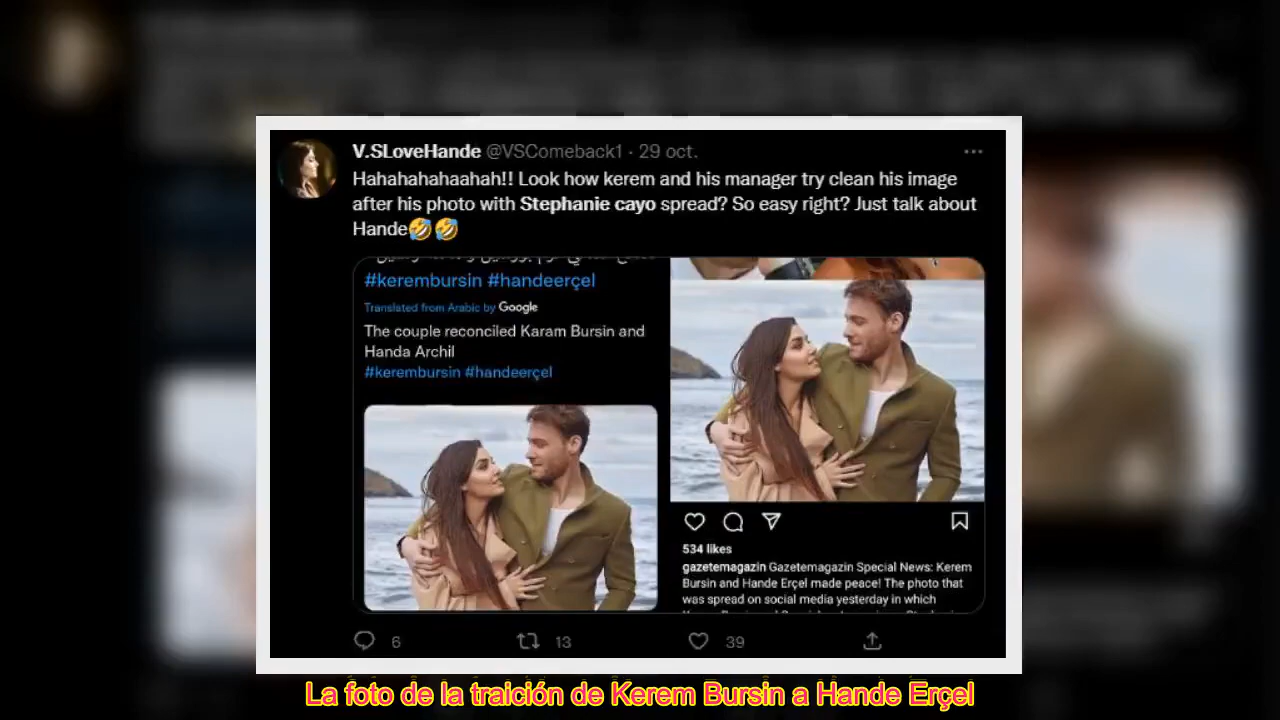 V.SLoveHande @VSComeback1 · 29 oct.
Hahahahahaahah!! Look how kerem and his manager try clean his image
after his photo with Stephanie cayo spread? So easy right? Just talk about
Hande🤣🤣
#kerembursin #handeerçel
Translated from Arabic by Google
The couple reconciled Karam Bursin and
Handa Archil
#kerembursin #handeerçel
534 likes
gazetemagazin Gazetemagazin Special News: Kerem
Bursin and Hande Erçel made peace! The photo that
was spread on social media yesterday in which
6 13 39
La foto de la traición de Kerem Bursin a Hande Erçel